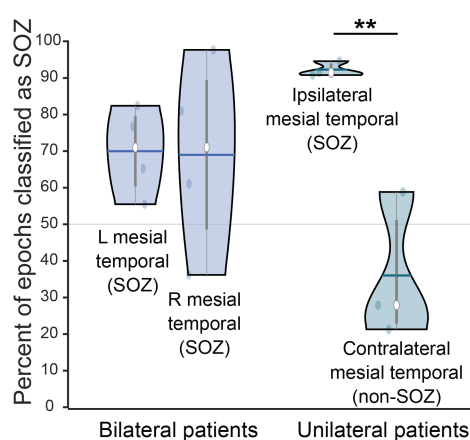 Percent of epochs classified as SOZ
100
90
80
70
60
50
40
30
20
10
0
L mesial
temporal
(SOZ)
R mesial
temporal
(SOZ)
**
Ipsilateral
mesial temporal
(SOZ)
Contralateral
mesial temporal
(non-SOZ)
Bilateral patients
Unilateral patients